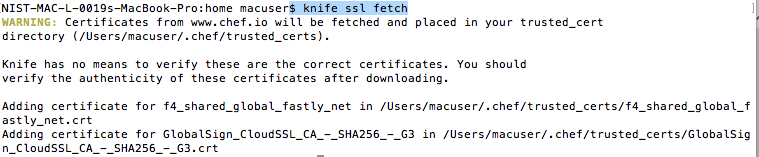 NIST-MAC-L-0019s-MacBook-Pro:home macuser$ knife ssl fetch
WARNING: Certificates from www.chef.io will be fetched and placed in your trusted_cert
directory (/Users/macuser/.chef/trusted_certs).
Knife has no means to verify these are the correct certificates. You should
verify the authenticity of these certificates after downloading.
Adding certificate for f4_shared_global_fastly_net in /Users/macuser/.chef/trusted_certs/f4_shared_global_f
astly_net.crt
Adding certificate for GlobalSign_CloudSSL_CA_-_SHA256_-_G3 in /Users/macuser/.chef/trusted_certs/GlobalSig
n_CloudSSL_CA_-_SHA256_-_G3.crt